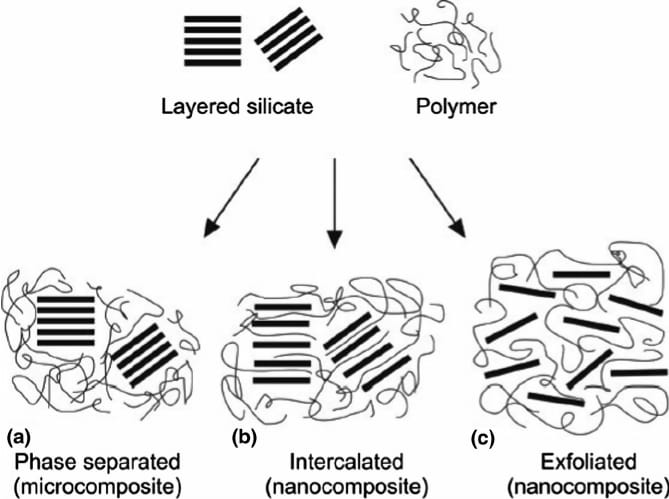 Layered silicate
Polymer
(a)
(b)
(c)
Phase separated
(microcomposite)
Intercalated
(nanocomposite)
Exfoliated
(nanocomposite)